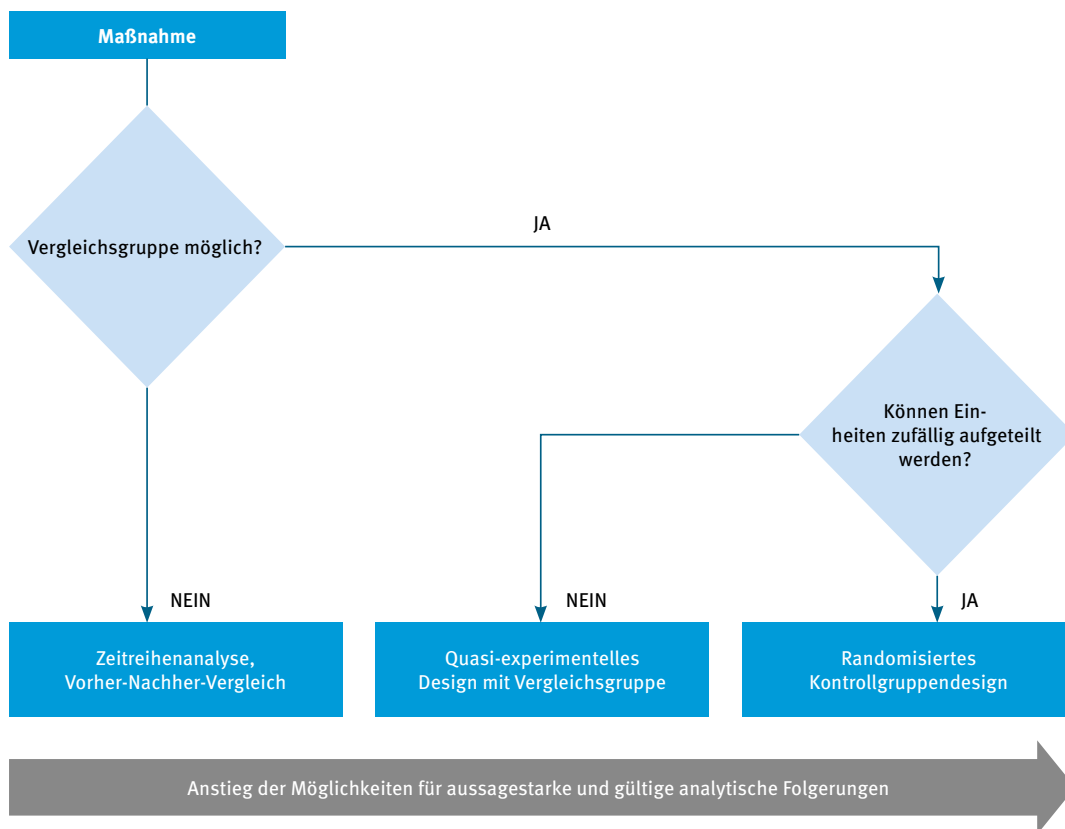 Maßnahme
JA
Vergleichsgruppe möglich?
Können Ein-
heiten zufällig aufgeteilt
werden?
NEIN
NEIN
JA
Zeitreihenanalyse,
Vorher-Nachher-Vergleich
Quasi-experimentelles
Design mit Vergleichsgruppe
Randomisiertes
Kontrollgruppendesign
Anstieg der Möglichkeiten für aussagestarke und gültige analytische Folgerungen